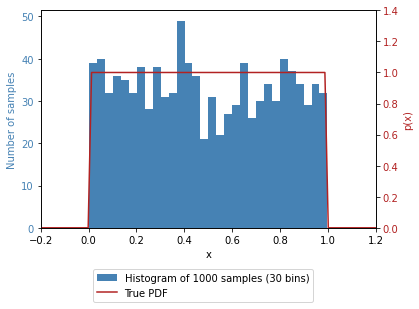 50
40
30
20
10
0
Number of samples
1.4
1.2
1.0
0.8
0.6
0.4
0.2
0.0
p(x)
−0.2 0.0 0.2 0.4 0.6 0.8 1.0 1.2
x
Histogram of 1000 samples (30 bins)
True PDF